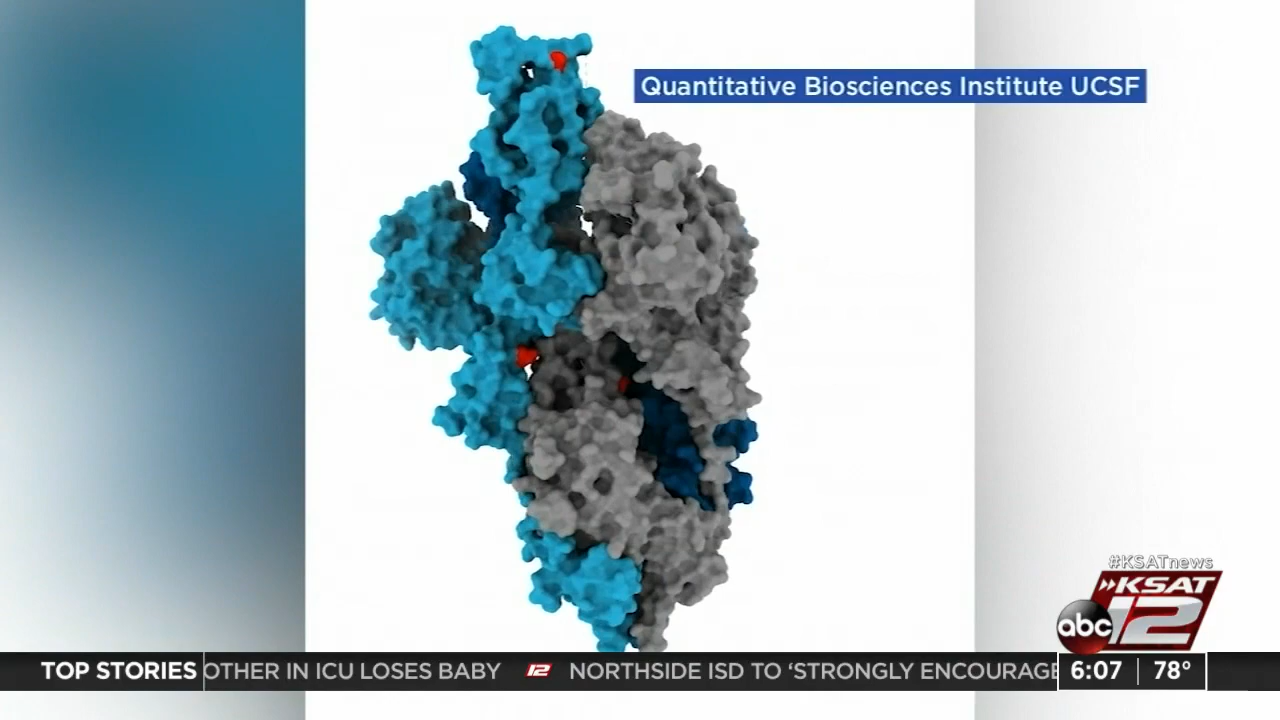 Quantitative Biosciences Institute UCSF
#KSATnews
KSAT
abc 12
TOP STORIES OTHER IN ICU LOSES BABY 12 NORTHSIDE ISD TO ‘STRONGLY ENCOURAGE 6:07 78°